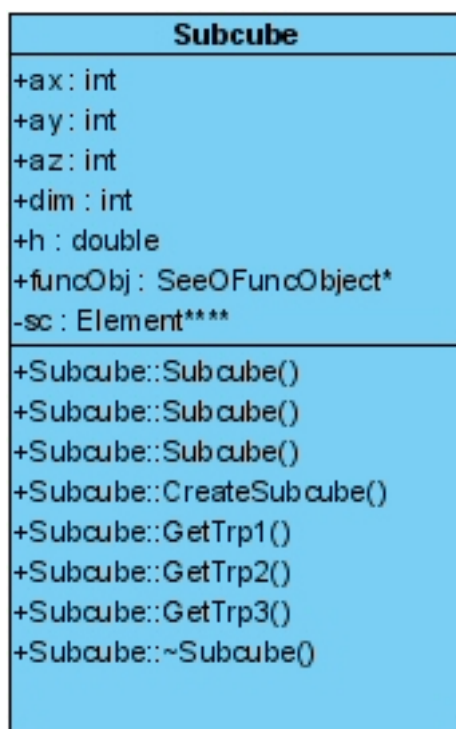 Subcube
+ax : int
+ay : int
+az : int
+dim : int
+h : double
+funcObj : SeeOFuncObject*
-sc : Element****
+Subcube::Subcube()
+Subcube::Subcube()
+Subcube::Subcube()
+Subcube::CreateSubcube()
+Subcube::GetTrp1()
+Subcube::GetTrp2()
+Subcube::GetTrp3()
+Subcube::~Subcube()